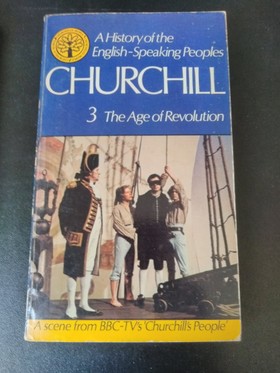 A History of the
English-Speaking Peoples
CHURCHILL
3 The Age of Revolution
A scene from BBC-TV's 'Churchill's People'